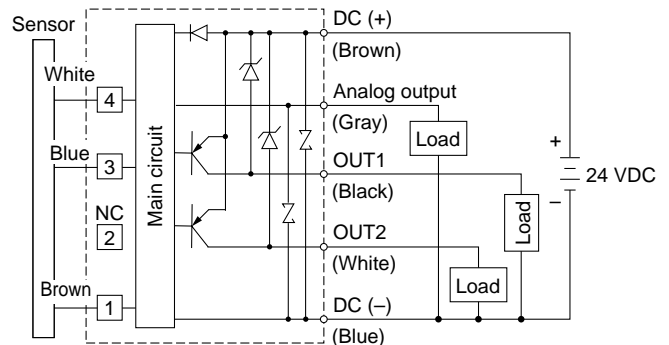 Sensor
White
4
Blue
3
NC
2
Brown
1
Main circuit
DC (+)
(Brown)
Analog output
(Gray)
Load
OUT1
(Black)
Load
OUT2
(White)
Load
DC (–)
(Blue)
+
24 VDC
–